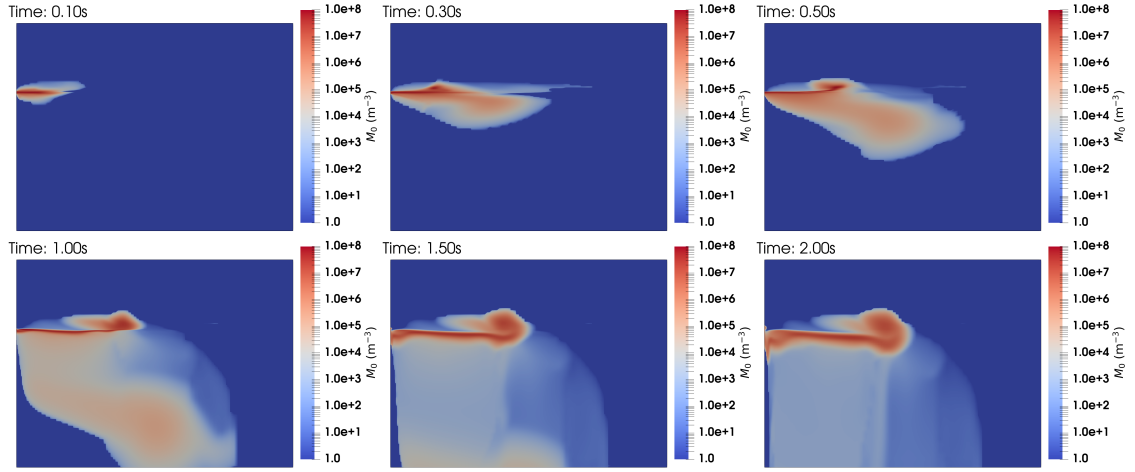 Time: 0.10s
1.0e+8
1.0e+7
1.0e+6
1.0e+5
1.0e+4
1.0e+3
1.0e+2
1.0e+1
1.0
M₀ (m⁻³)
Time: 0.30s
1.0e+8
1.0e+7
1.0e+6
1.0e+5
1.0e+4
1.0e+3
1.0e+2
1.0e+1
1.0
M₀ (m⁻³)
Time: 0.50s
1.0e+8
1.0e+7
1.0e+6
1.0e+5
1.0e+4
1.0e+3
1.0e+2
1.0e+1
1.0
M₀ (m⁻³)
Time: 1.00s
1.0e+8
1.0e+7
1.0e+6
1.0e+5
1.0e+4
1.0e+3
1.0e+2
1.0e+1
1.0
M₀ (m⁻³)
Time: 1.50s
1.0e+8
1.0e+7
1.0e+6
1.0e+5
1.0e+4
1.0e+3
1.0e+2
1.0e+1
1.0
M₀ (m⁻³)
Time: 2.00s
1.0e+8
1.0e+7
1.0e+6
1.0e+5
1.0e+4
1.0e+3
1.0e+2
1.0e+1
1.0
M₀ (m⁻³)